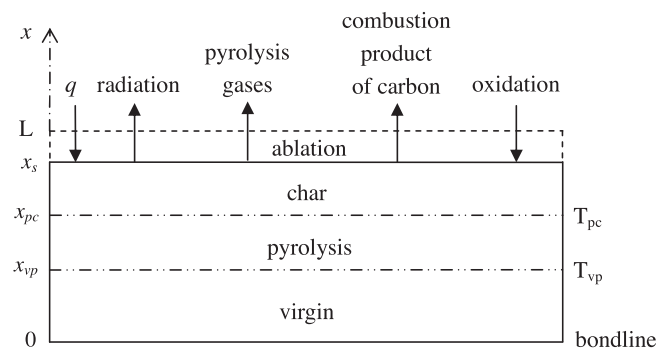 combustion
x
pyrolysis
product
q radiation
gases
of carbon
oxidation
L
ablation
x_s
char
x_pc
T_pc
pyrolysis
x_vp
T_vp
virgin
0
bondline